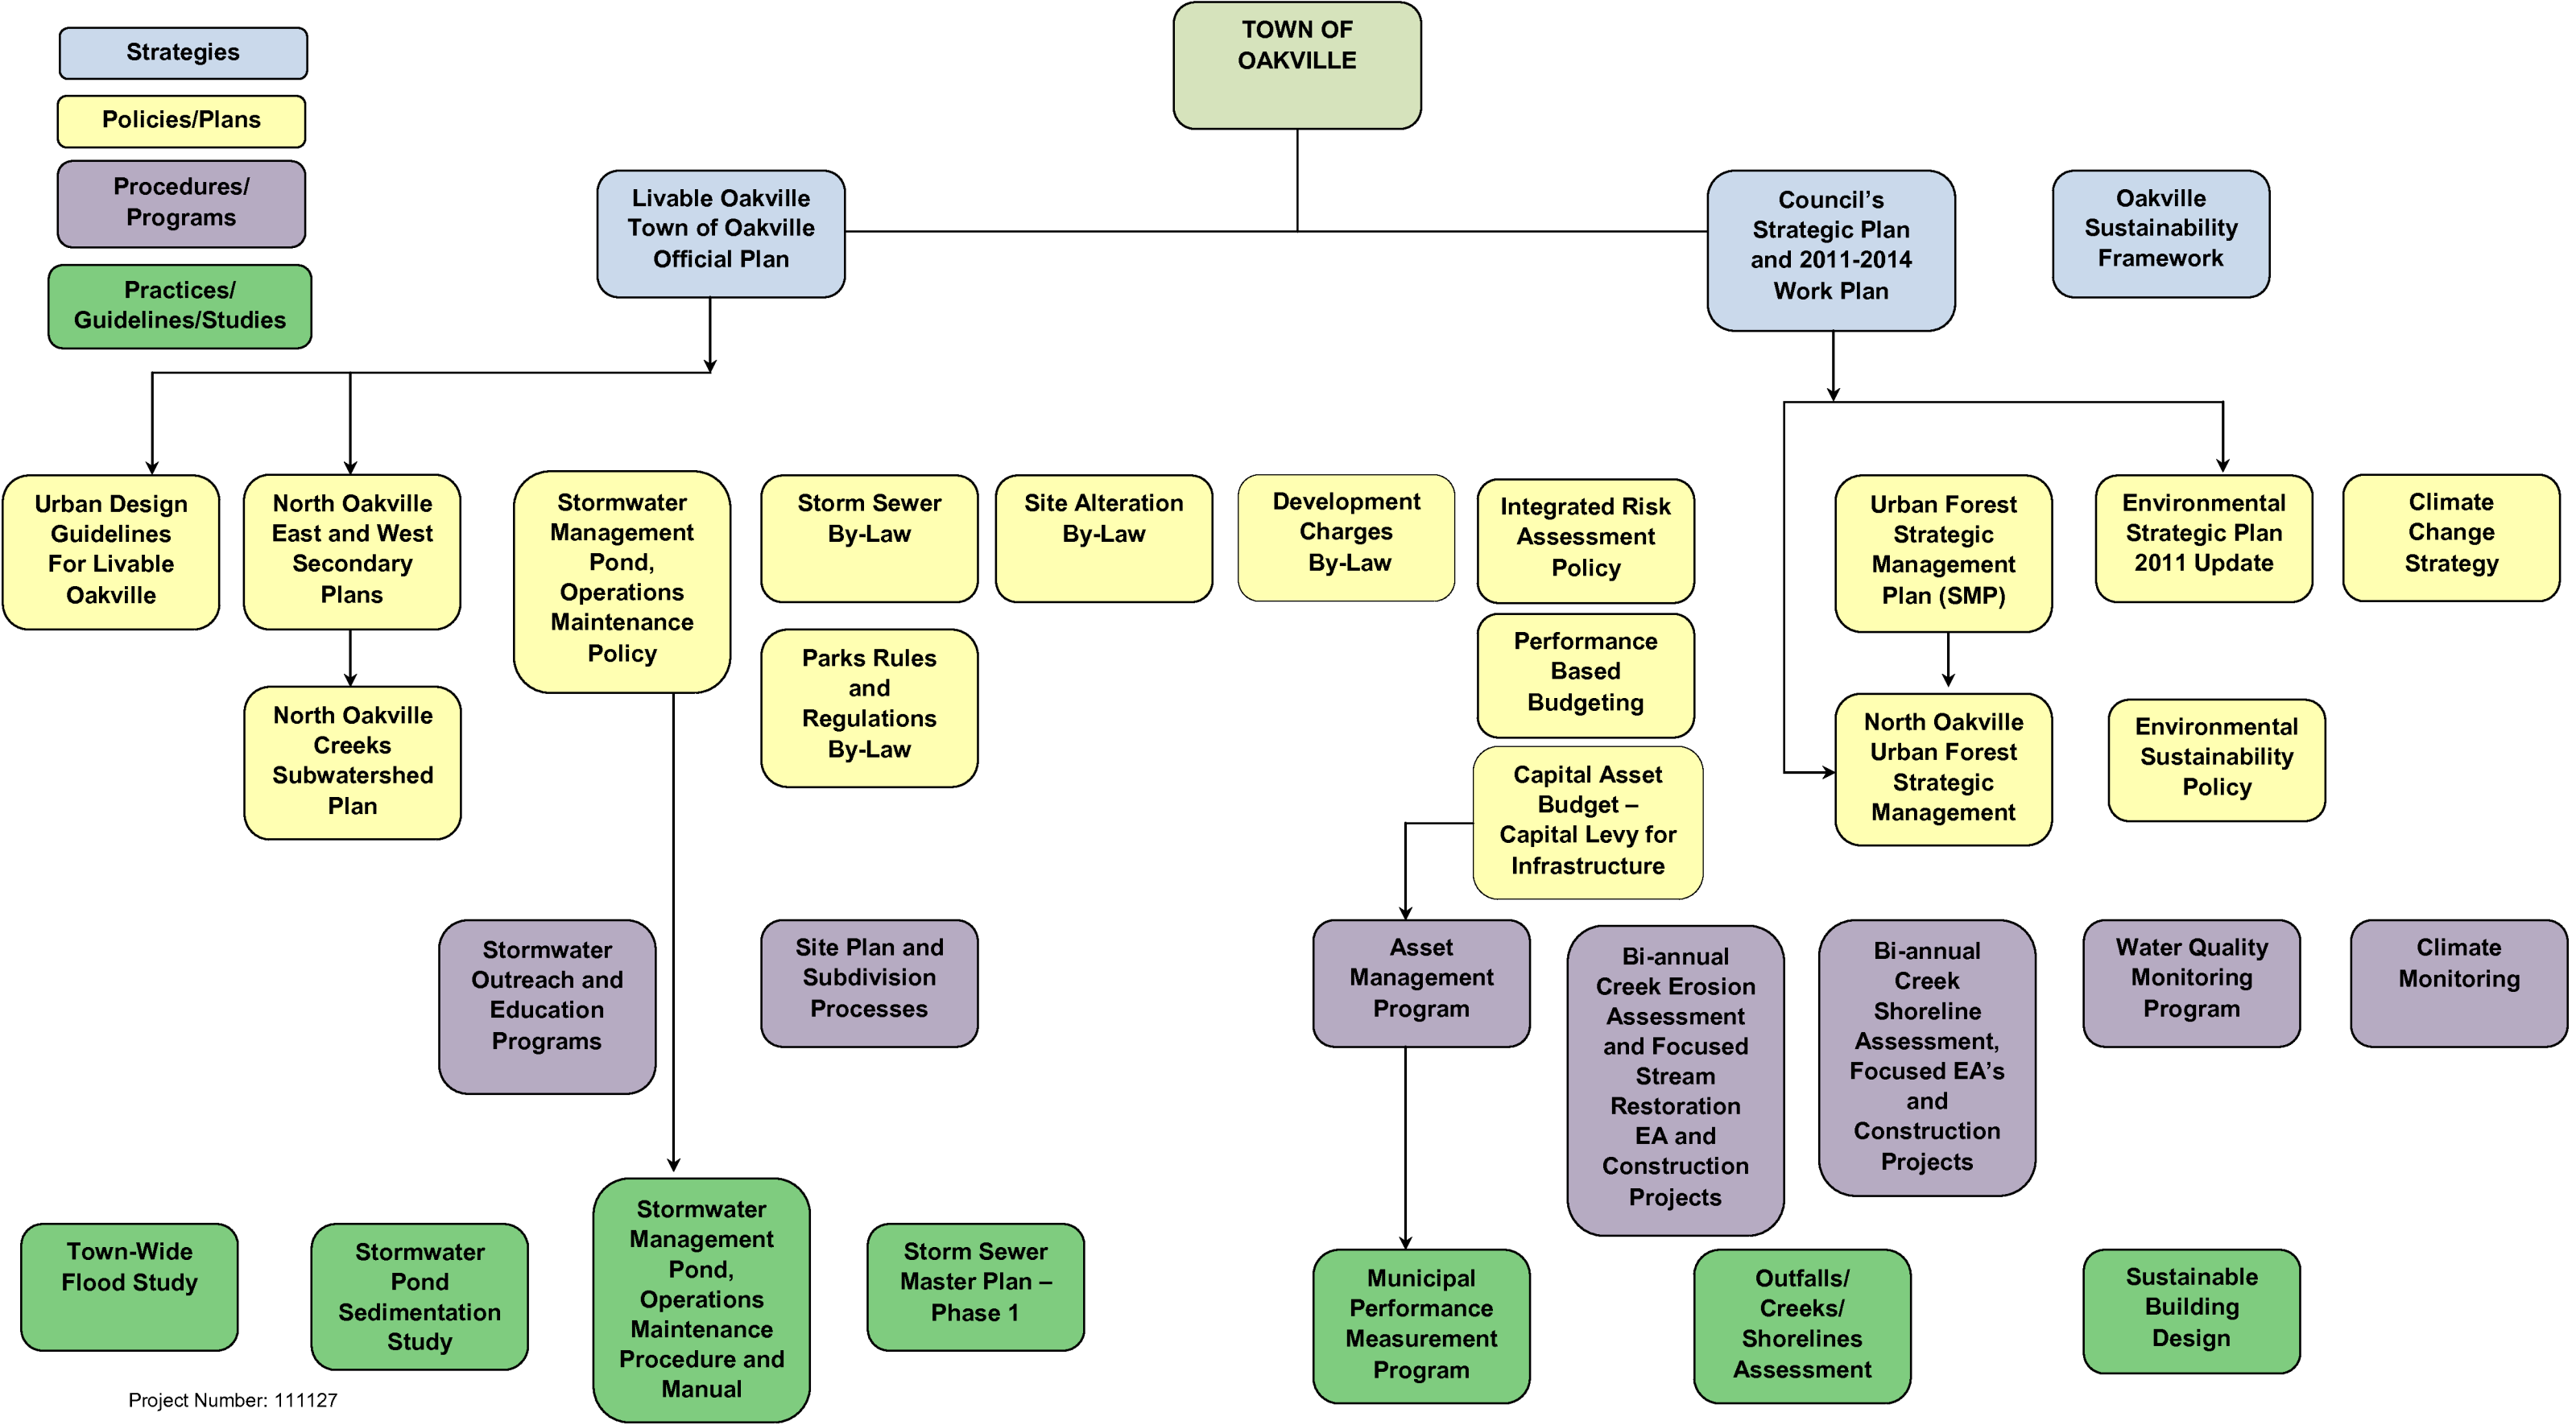 TOWN OF
OAKVILLE
Strategies
Policies/Plans
Procedures/
Programs
Practices/
Guidelines/Studies
Livable Oakville
Town of Oakville
Official Plan
Council’s
Strategic Plan
and 2011-2014
Work Plan
Oakville
Sustainability
Framework
Urban Design
Guidelines
For Livable
Oakville
North Oakville
East and West
Secondary
Plans
Stormwater
Management
Pond,
Operations
Maintenance
Policy
Storm Sewer
By-Law
Site Alteration
By-Law
Development
Charges
By-Law
Integrated Risk
Assessment
Policy
Urban Forest
Strategic
Management
Plan (SMP)
Environmental
Strategic Plan
2011 Update
Climate
Change
Strategy
Performance
Based
Budgeting
Parks Rules
and
Regulations
By-Law
North Oakville
Creeks
Subwatershed
Plan
Capital Asset
Budget –
Capital Levy for
Infrastructure
North Oakville
Urban Forest
Strategic
Management
Environmental
Sustainability
Policy
Stormwater
Outreach and
Education
Programs
Site Plan and
Subdivision
Processes
Asset
Management
Program
Bi-annual
Creek Erosion
Assessment
and Focused
Stream
Restoration
EA and
Construction
Projects
Bi-annual
Creek
Shoreline
Assessment,
Focused EA’s
and
Construction
Projects
Water Quality
Monitoring
Program
Climate
Monitoring
Town-Wide
Flood Study
Stormwater
Pond
Sedimentation
Study
Stormwater
Management
Pond,
Operations
Maintenance
Procedure and
Manual
Storm Sewer
Master Plan –
Phase 1
Municipal
Performance
Measurement
Program
Outfalls/
Creeks/
Shorelines
Assessment
Sustainable
Building
Design
Project Number: 111127